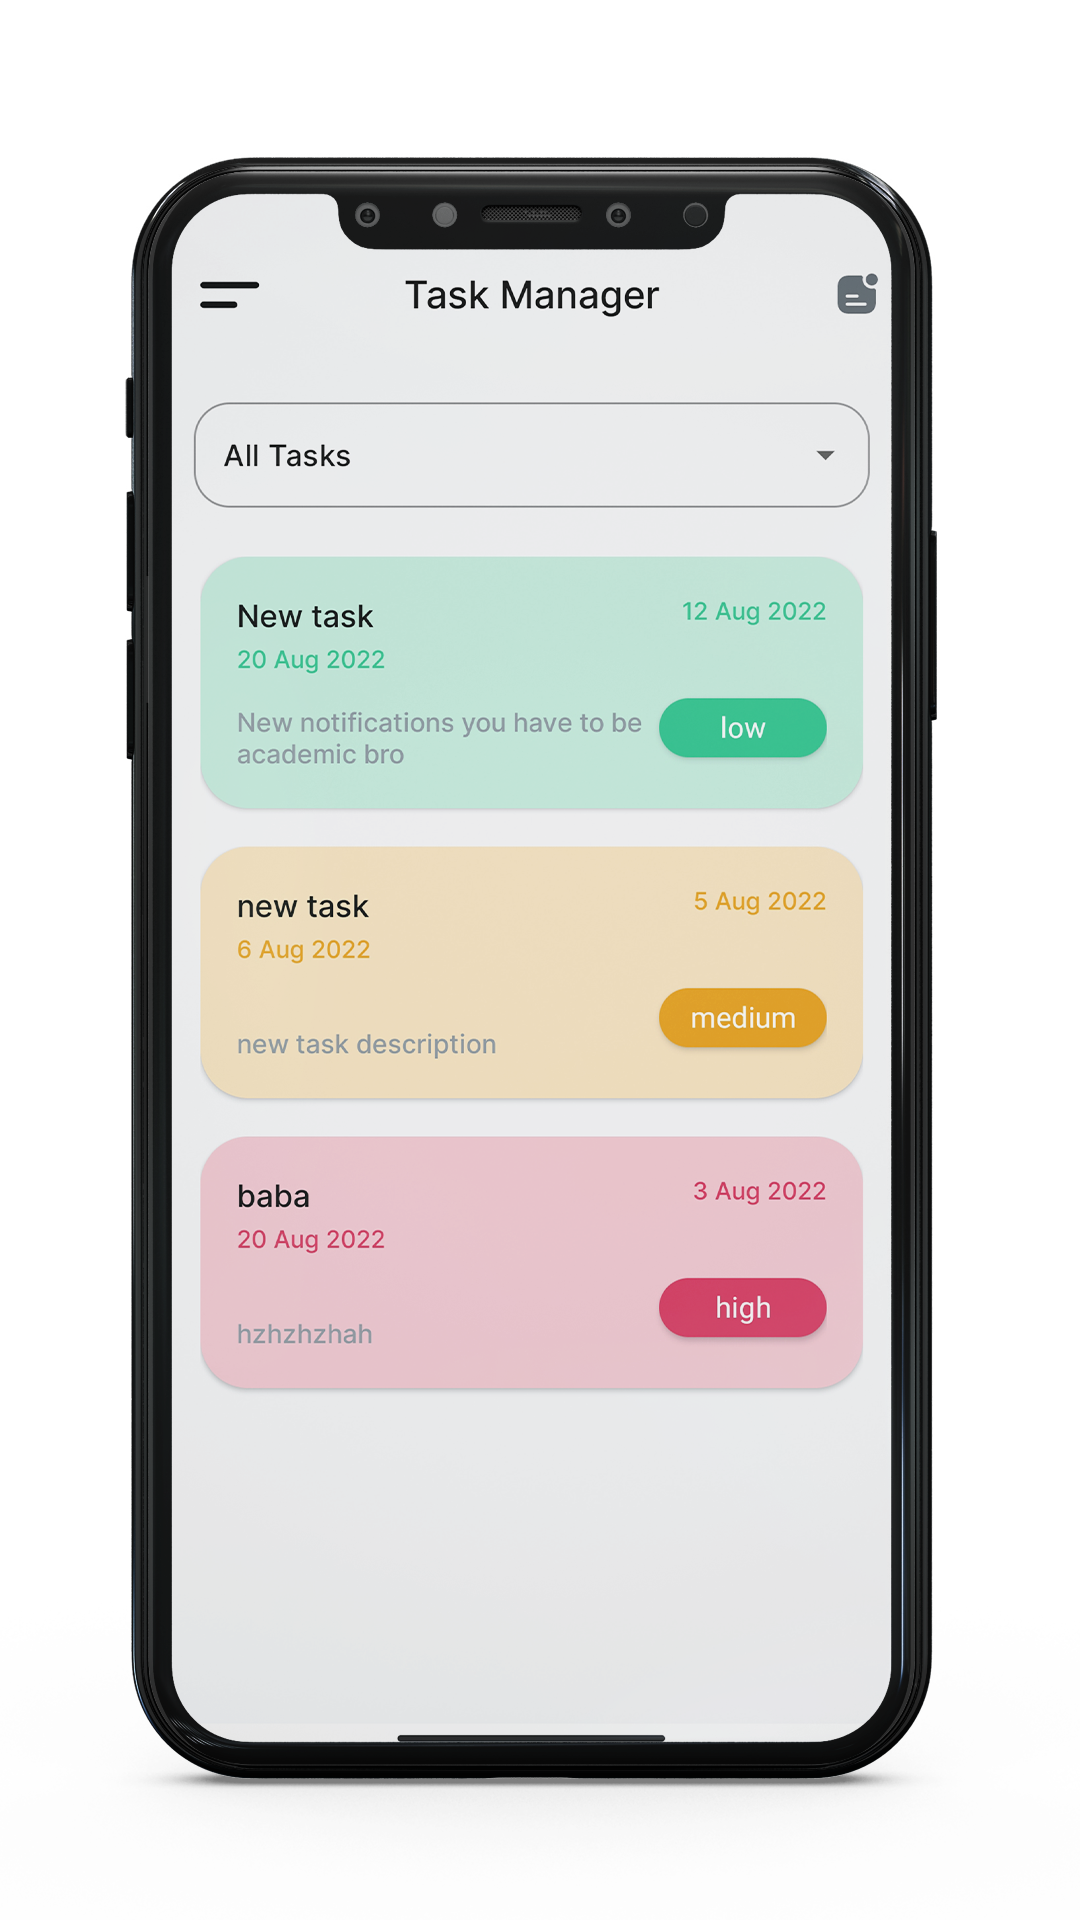 Task Manager
All Tasks
New task
12 Aug 2022
20 Aug 2022
New notifications you have to be
academic bro
low
new task
5 Aug 2022
6 Aug 2022
medium
new task description
baba
3 Aug 2022
20 Aug 2022
high
hzhzhzhah